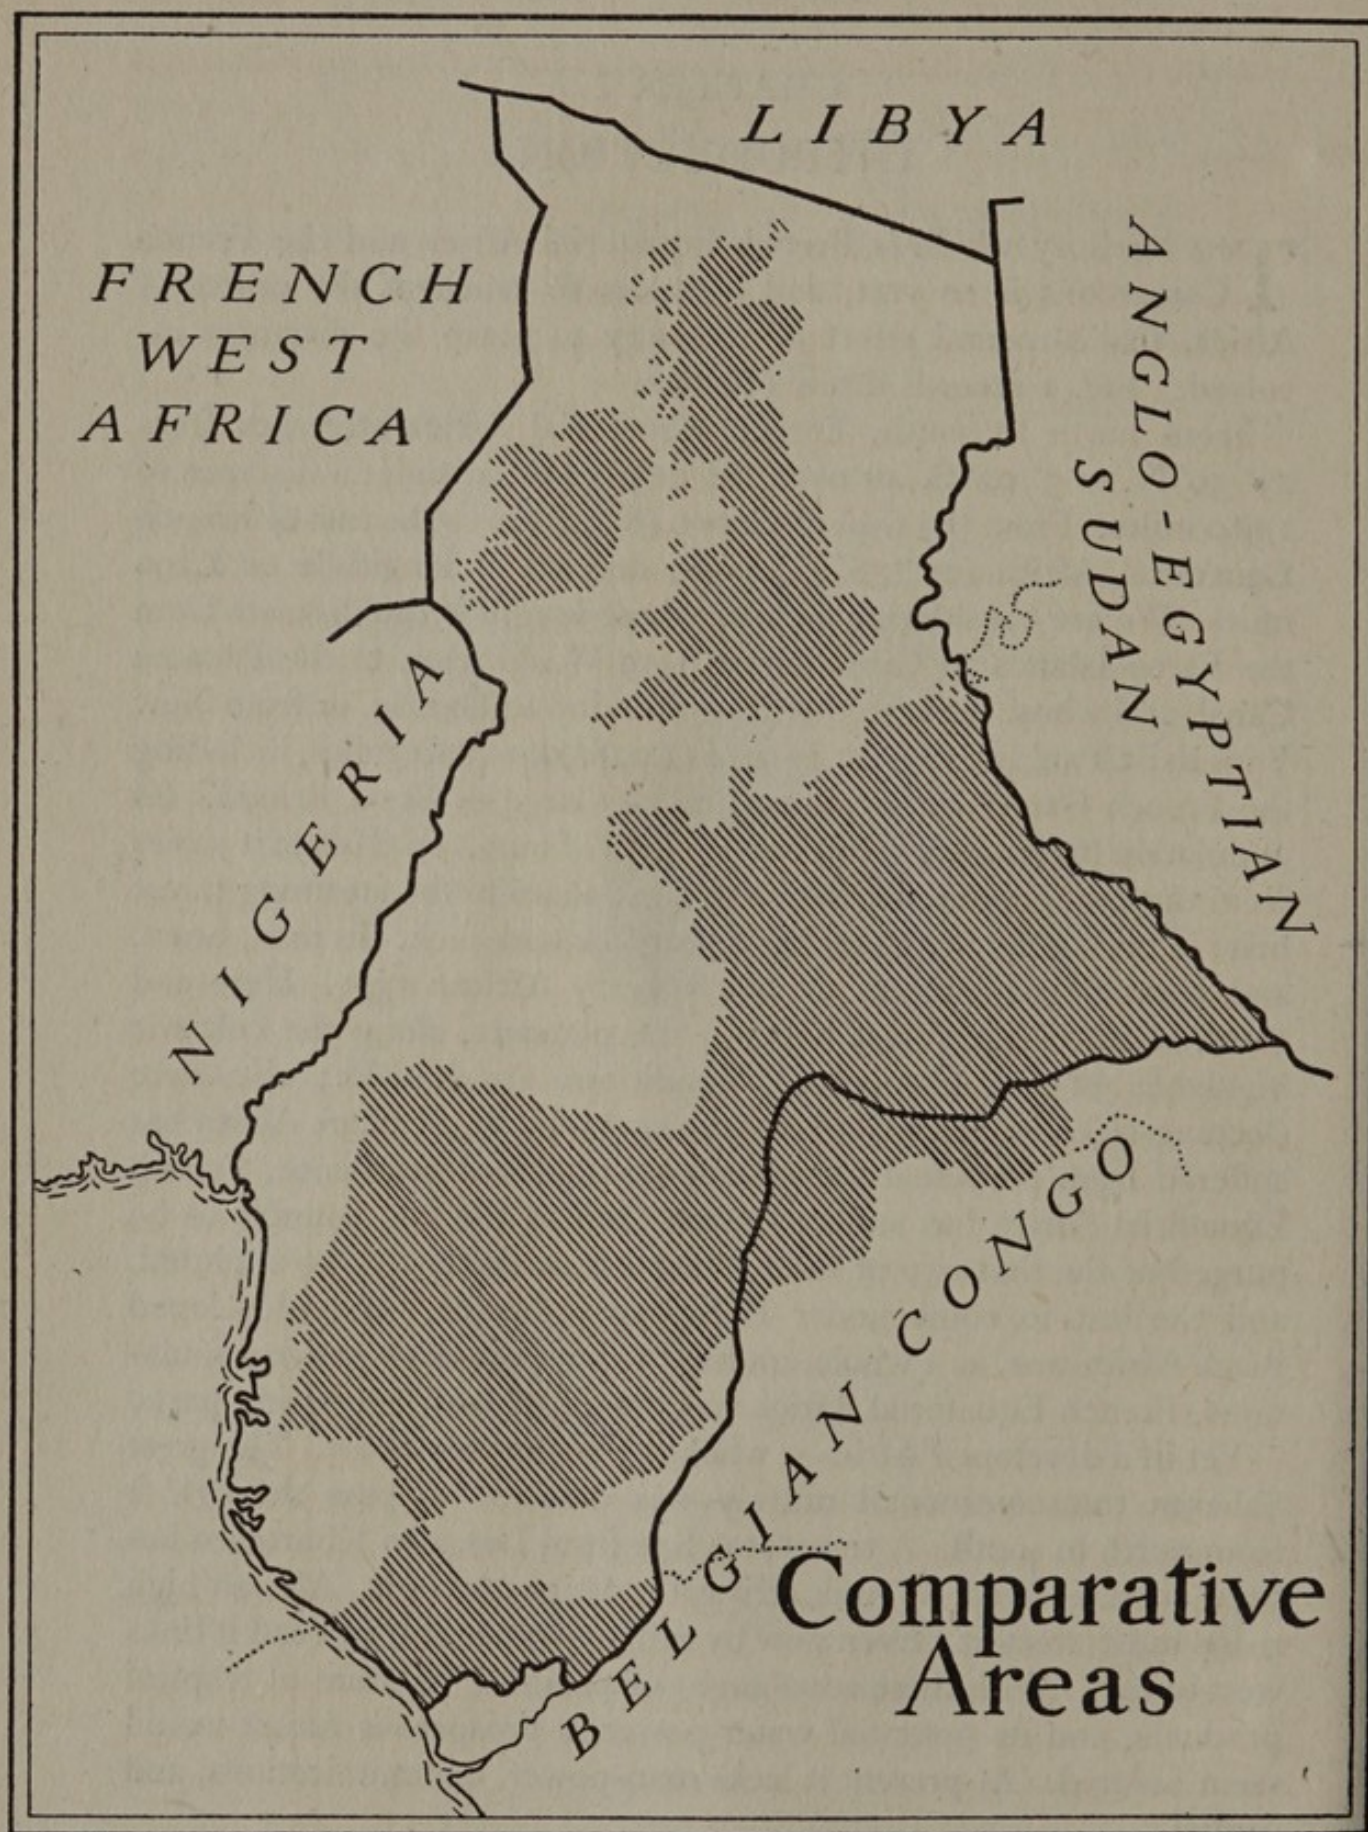 LIBYA
FRENCH
WEST
AFRICA
ANGLO-EGYPTIAN
SUDAN
NIGERIA
BELGIAN CONGO
Comparative
Areas